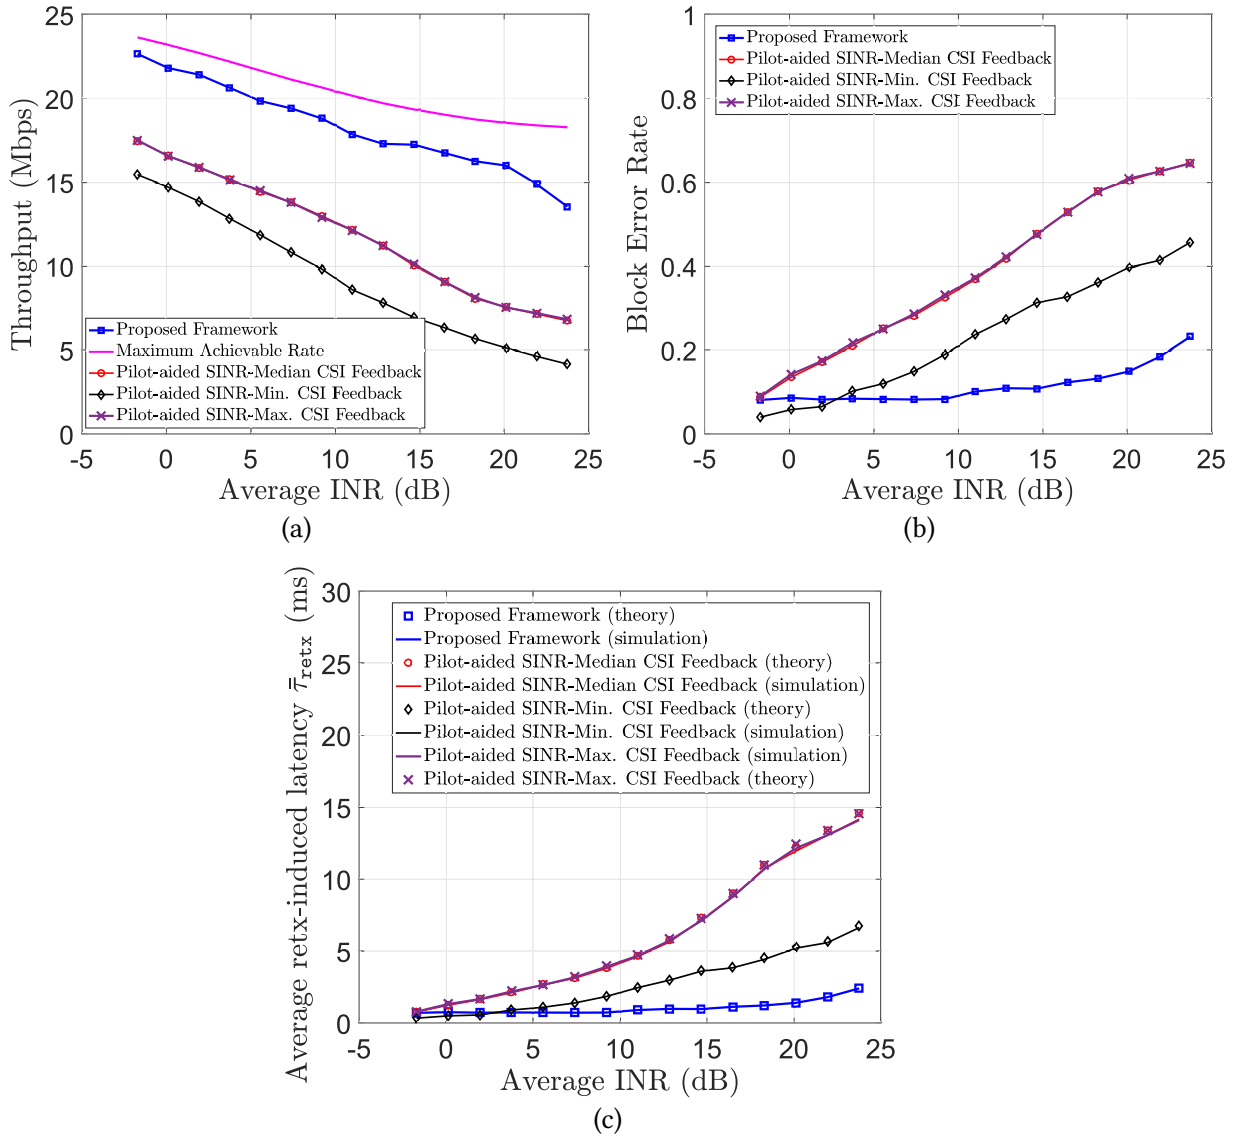 25
20
15
10
5
0
Throughput (Mbps)
Proposed Framework
Maximum Achievable Rate
Pilot-aided SINR-Median CSI Feedback
Pilot-aided SINR-Min. CSI Feedback
Pilot-aided SINR-Max. CSI Feedback
-5 0 5 10 15 20 25
Average INR (dB)
(a)
1
0.8
0.6
0.4
0.2
0
Block Error Rate
Proposed Framework
Pilot-aided SINR-Median CSI Feedback
Pilot-aided SINR-Min. CSI Feedback
Pilot-aided SINR-Max. CSI Feedback
-5 0 5 10 15 20 25
Average INR (dB)
(b)
30
25
20
15
10
5
0
Average retx-induced latency τ̄retx (ms)
Proposed Framework (theory)
Proposed Framework (simulation)
Pilot-aided SINR-Median CSI Feedback (theory)
Pilot-aided SINR-Median CSI Feedback (simulation)
Pilot-aided SINR-Min. CSI Feedback (theory)
Pilot-aided SINR-Min. CSI Feedback (simulation)
Pilot-aided SINR-Max. CSI Feedback (simulation)
Pilot-aided SINR-Max. CSI Feedback (theory)
-5 0 5 10 15 20 25
Average INR (dB)
(c)